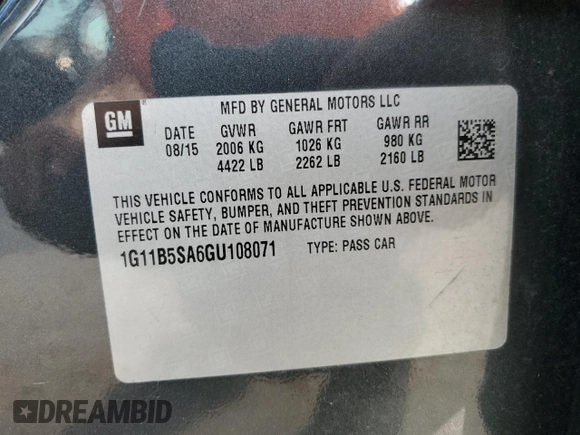 GM
MFD BY GENERAL MOTORS LLC
DATE GVWR GAWR FRT GAWR RR
08/15 2006 KG 1026 KG 980 KG
4422 LB 2262 LB 2160 LB
THIS VEHICLE CONFORMS TO ALL APPLICABLE U.S. FEDERAL MOTOR
VEHICLE SAFETY, BUMPER, AND THEFT PREVENTION STANDARDS IN
EFFECT ON THE DATE OF MANUFACTURE SHOWN ABOVE.
1G11B5SA6GU108071 TYPE: PASS CAR
DREAMBID